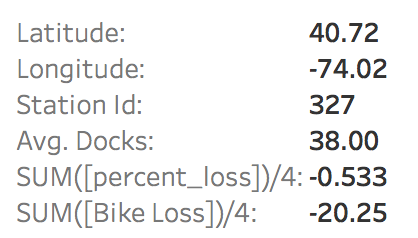 Latitude: 40.72
Longitude: -74.02
Station Id: 327
Avg. Docks: 38.00
SUM([percent_loss])/4: -0.533
SUM([Bike Loss])/4: -20.25